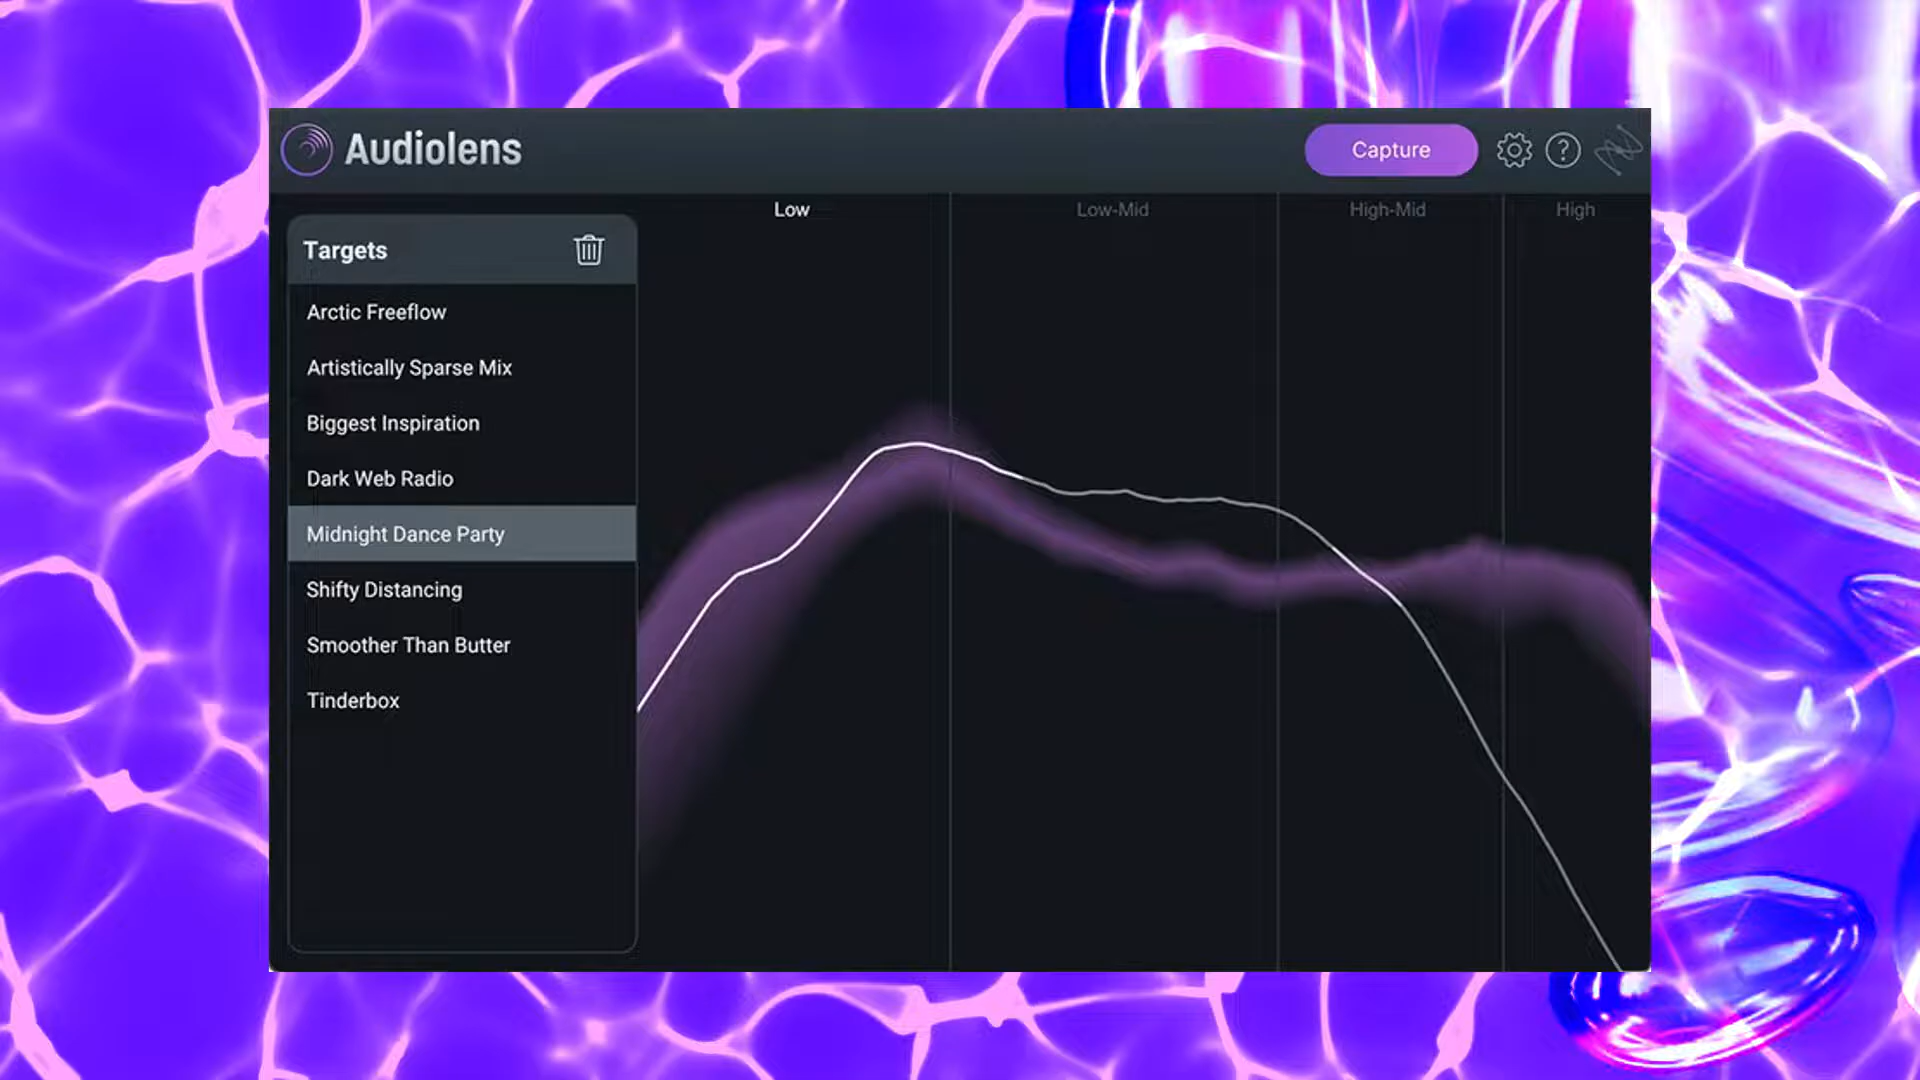 Audiolens
Capture
?
Low
Low-Mid
High-Mid
High
Targets
Arctic Freeflow
Artistically Sparse Mix
Biggest Inspiration
Dark Web Radio
Midnight Dance Party
Shifty Distancing
Smoother Than Butter
Tinderbox